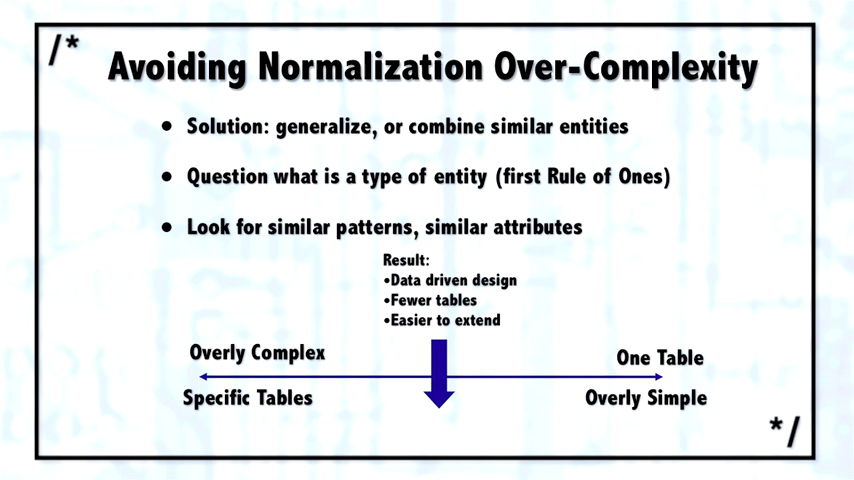 /*
Avoiding Normalization Over-Complexity
• Solution: generalize, or combine similar entities
• Question what is a type of entity (first Rule of Ones)
• Look for similar patterns, similar attributes
Result:
•Data driven design
•Fewer tables
•Easier to extend
Overly Complex
One Table
Specific Tables
Overly Simple
*/